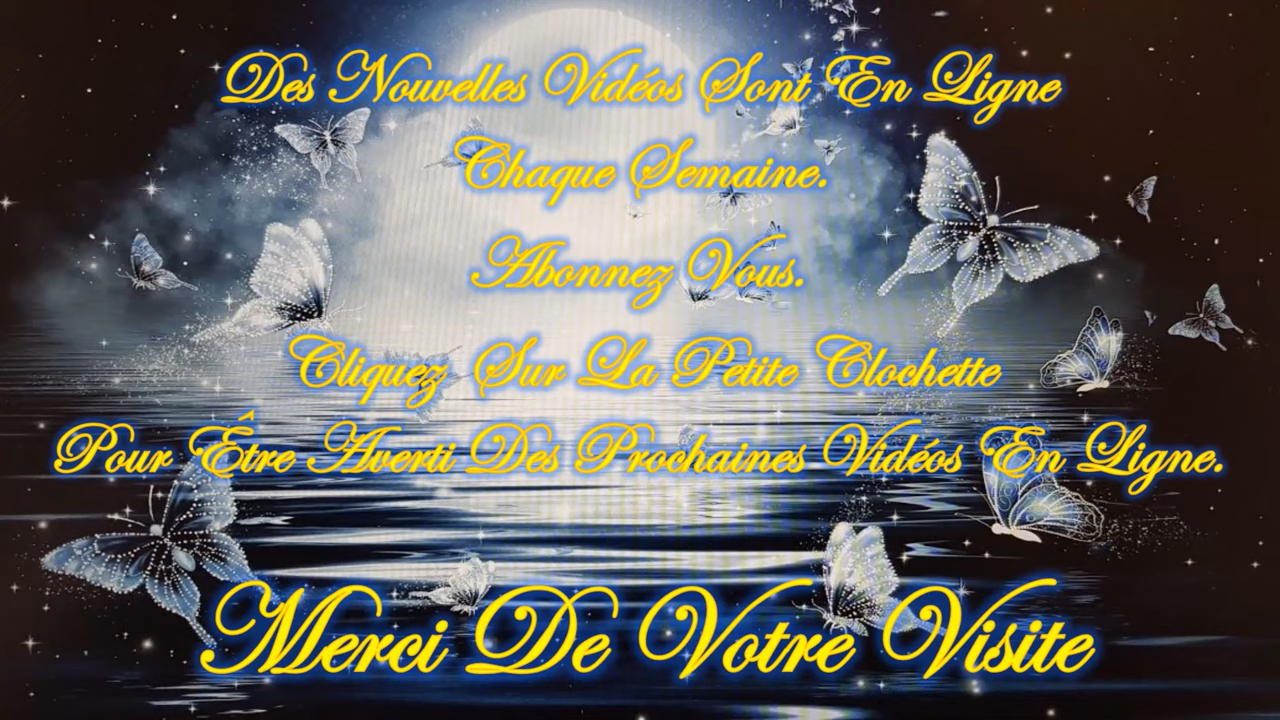 Des Nouvelles Vidéos Sont En Ligne
Chaque Semaine.
Abonnez Vous.
Cliquez Sur La Petite Clochette
Pour Être Averti Des Prochaines Vidéos En Ligne.
Merci De Votre Visite